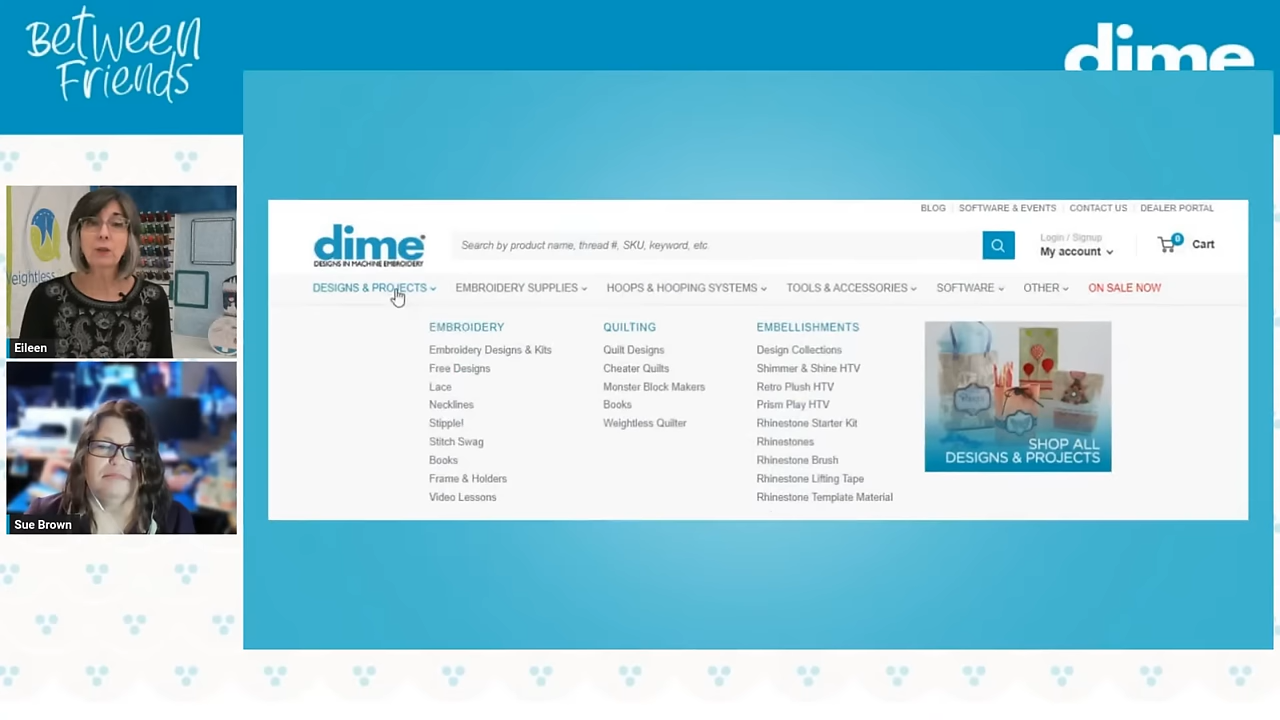 Between
Friends
dime
Weightless
Eileen
Sue Brown
BLOG SOFTWARE & EVENTS CONTACT US DEALER PORTAL
dime
DESIGNS IN MACHINE EMBROIDERY
Search by product name, thread #, SKU, keyword, etc
Login / Signup
My account
0
Cart
DESIGNS & PROJECTS EMBROIDERY SUPPLIES HOOPS & HOOPING SYSTEMS TOOLS & ACCESSORIES SOFTWARE OTHER ON SALE NOW
EMBROIDERY
Embroidery Designs & Kits
Free Designs
Lace
Necklines
Stipple!
Stitch Swag
Books
Frame & Holders
Video Lessons
QUILTING
Quilt Designs
Cheater Quilts
Monster Block Makers
Books
Weightless Quilter
EMBELLISHMENTS
Design Collections
Shimmer & Shine HTV
Retro Plush HTV
Prism Play HTV
Rhinestone Starter Kit
Rhinestones
Rhinestone Brush
Rhinestone Lifting Tape
Rhinestone Template Material
SHOP ALL
DESIGNS & PROJECTS